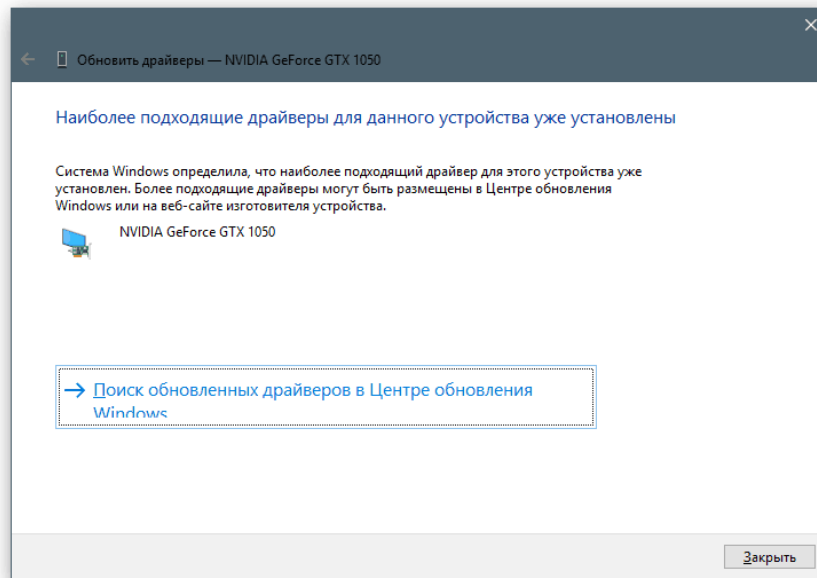 Обновить драйверы — NVIDIA GeForce GTX 1050
Наиболее подходящие драйверы для данного устройства уже установлены
Система Windows определила, что наиболее подходящий драйвер для этого устройства уже
установлен. Более подходящие драйверы могут быть размещены в Центре обновления
Windows или на веб-сайте изготовителя устройства.
NVIDIA GeForce GTX 1050
Поиск обновленных драйверов в Центре обновления
Windows
Закрыть